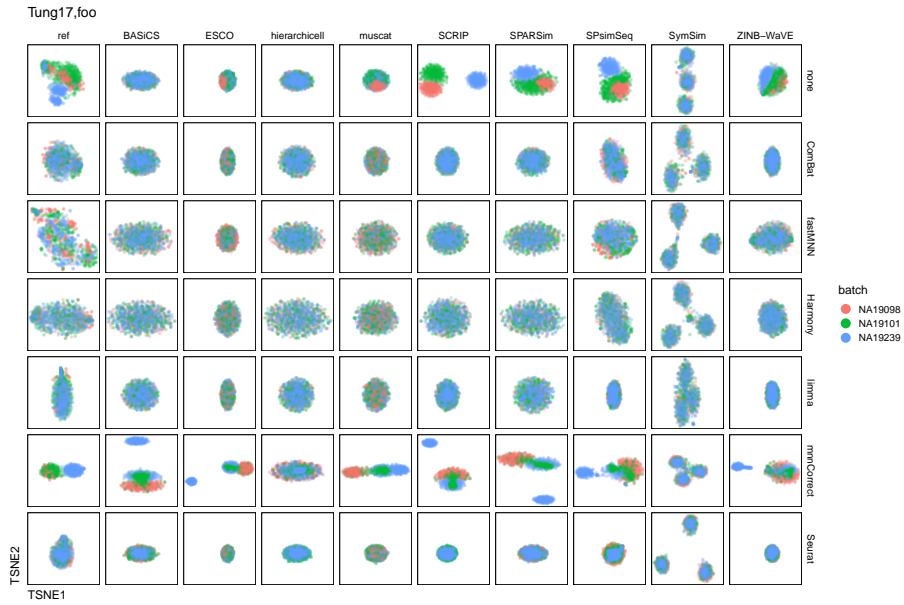 Tung17,foo
ref BASiCS ESCO hierarchicell muscat SCRIP SPARSim SPsimSeq SymSim ZINB−WaVE
none
ComBat
fastMNN
Harmony
limma
mnnCorrect
Seurat
batch
NA19098
NA19101
NA19239
TSNE2
TSNE1